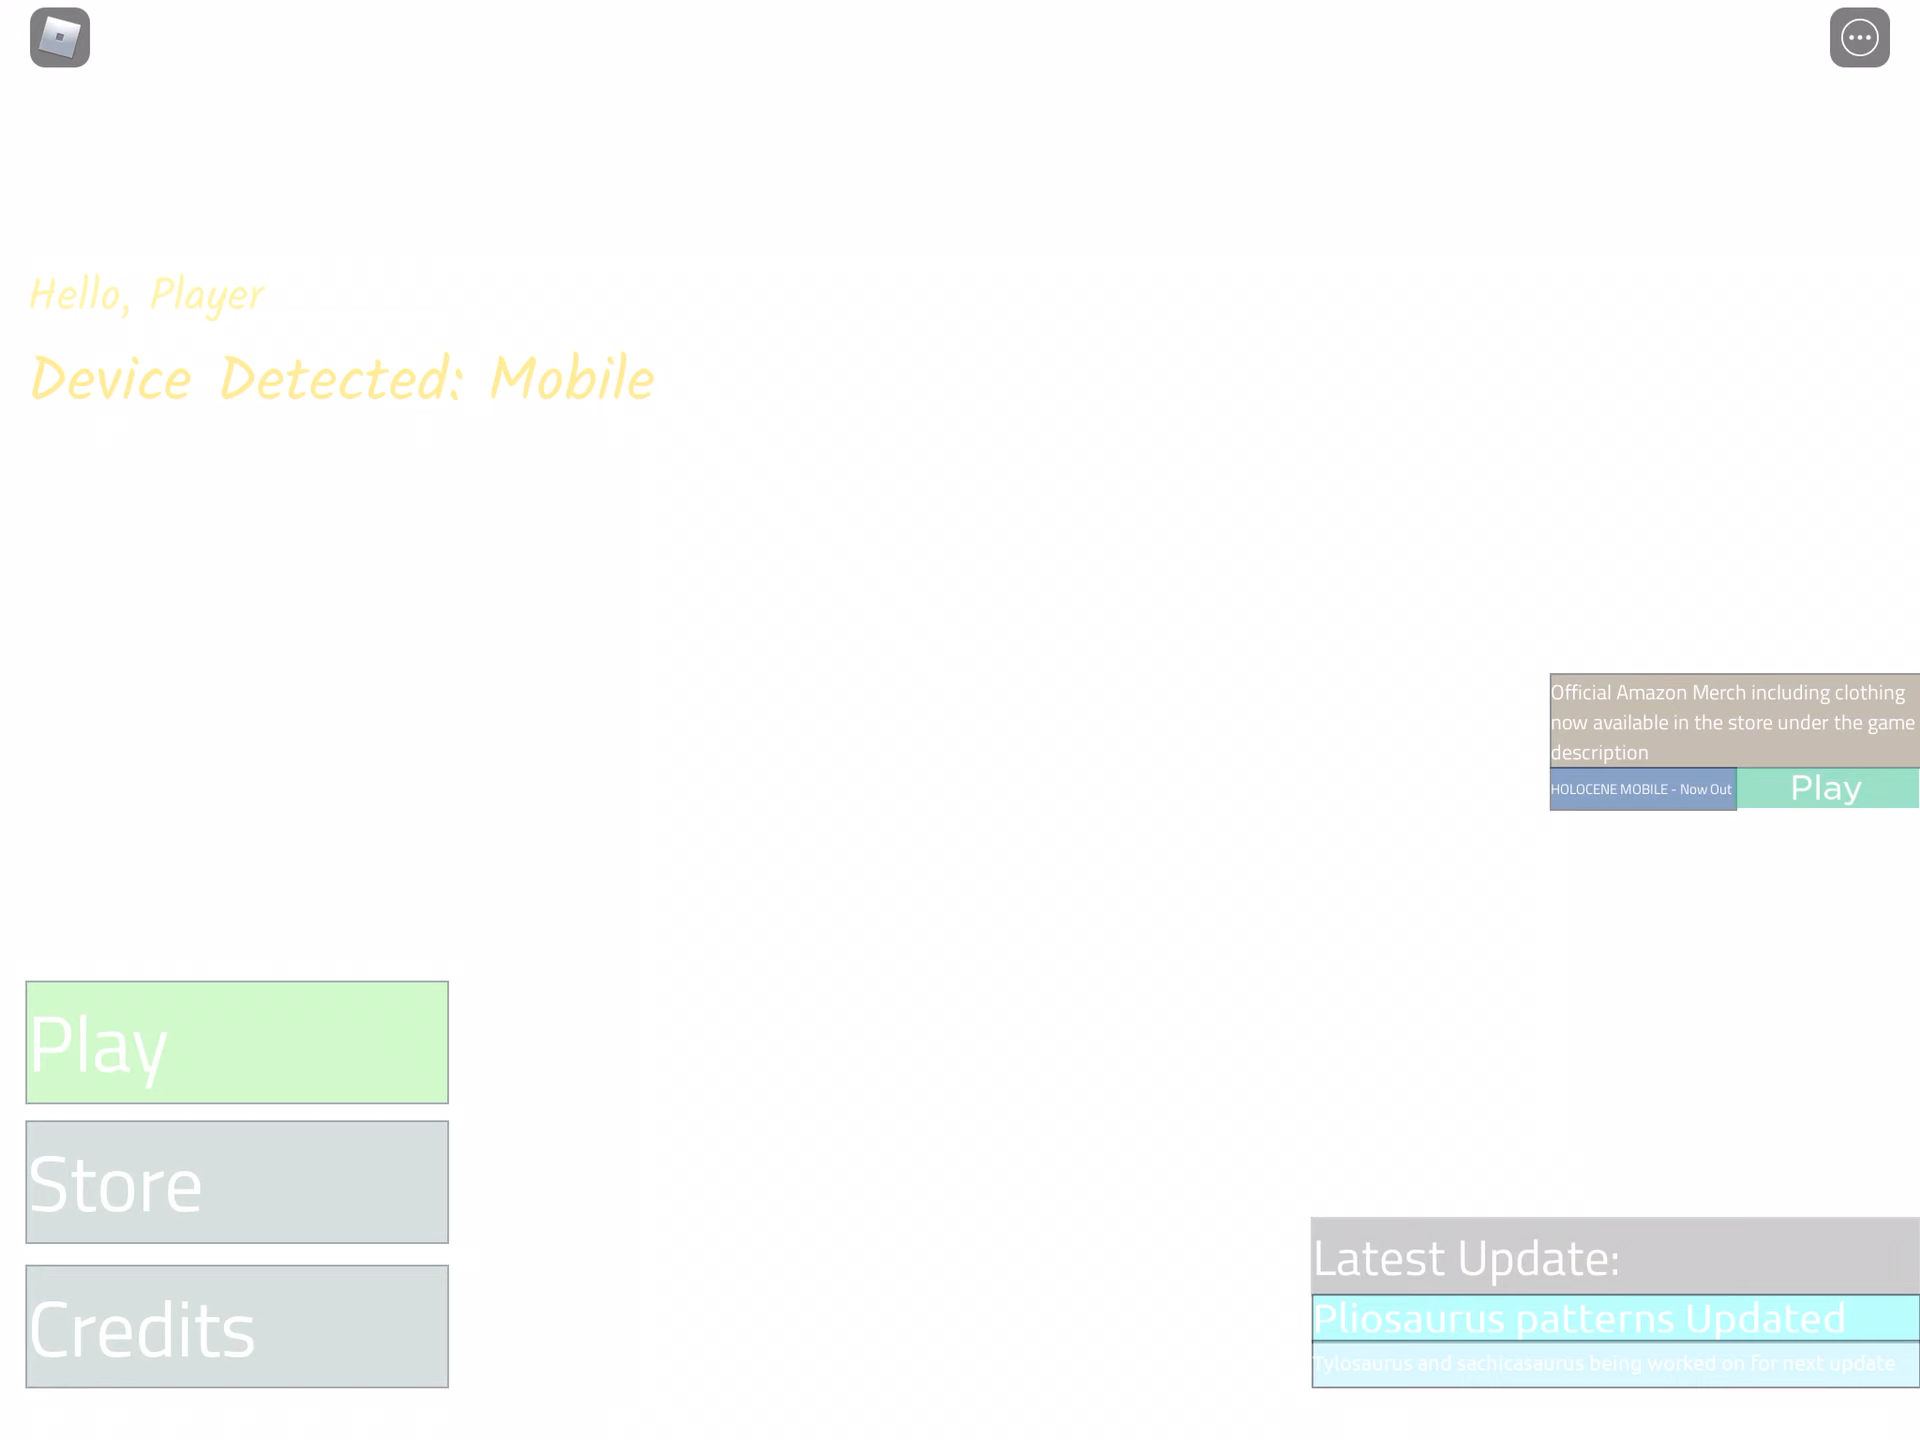 Hello, Player
Device Detected: Mobile
Official Amazon Merch including clothing
now available in the store under the game
description
HOLOCENE MOBILE - Now Out
Play
Play
Store
Credits
Latest Update:
Pliosaurus patterns Updated
Tylosaurus and sachicasaurus being worked on for next update